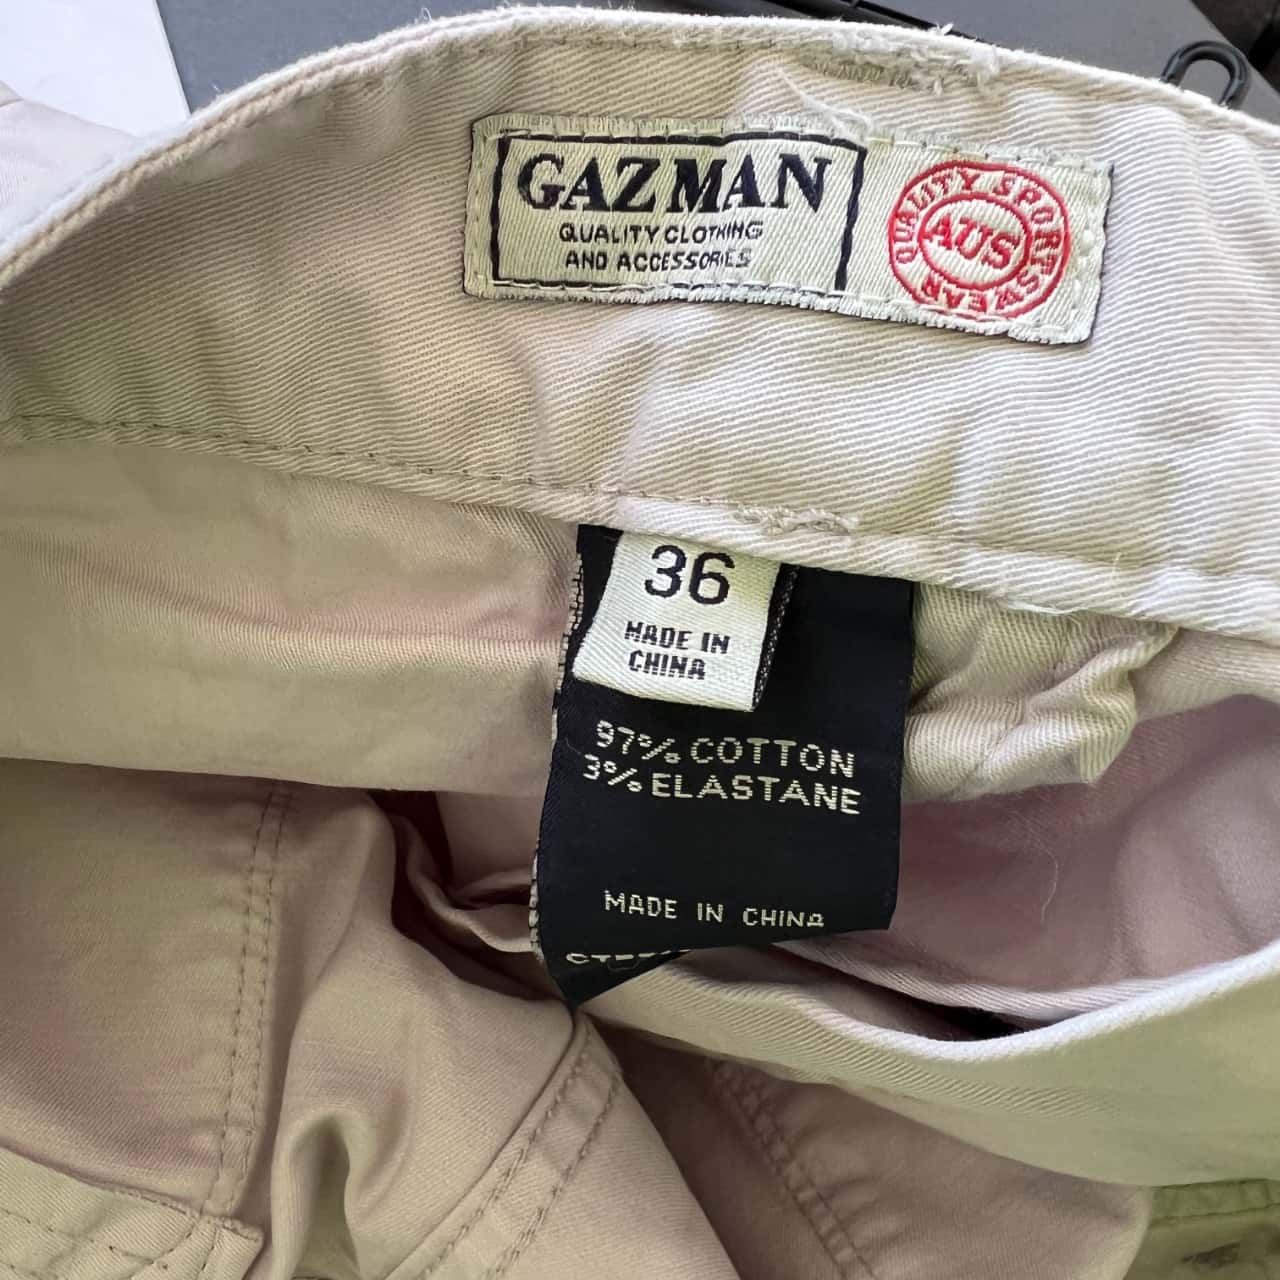 GAZMAN
QUALITY CLOTHING
AND ACCESSORIES
QUALITY SPORTSWEAR
AUS
36
MADE IN
CHINA
97% COTTON
3% ELASTANE
MADE IN CHINA